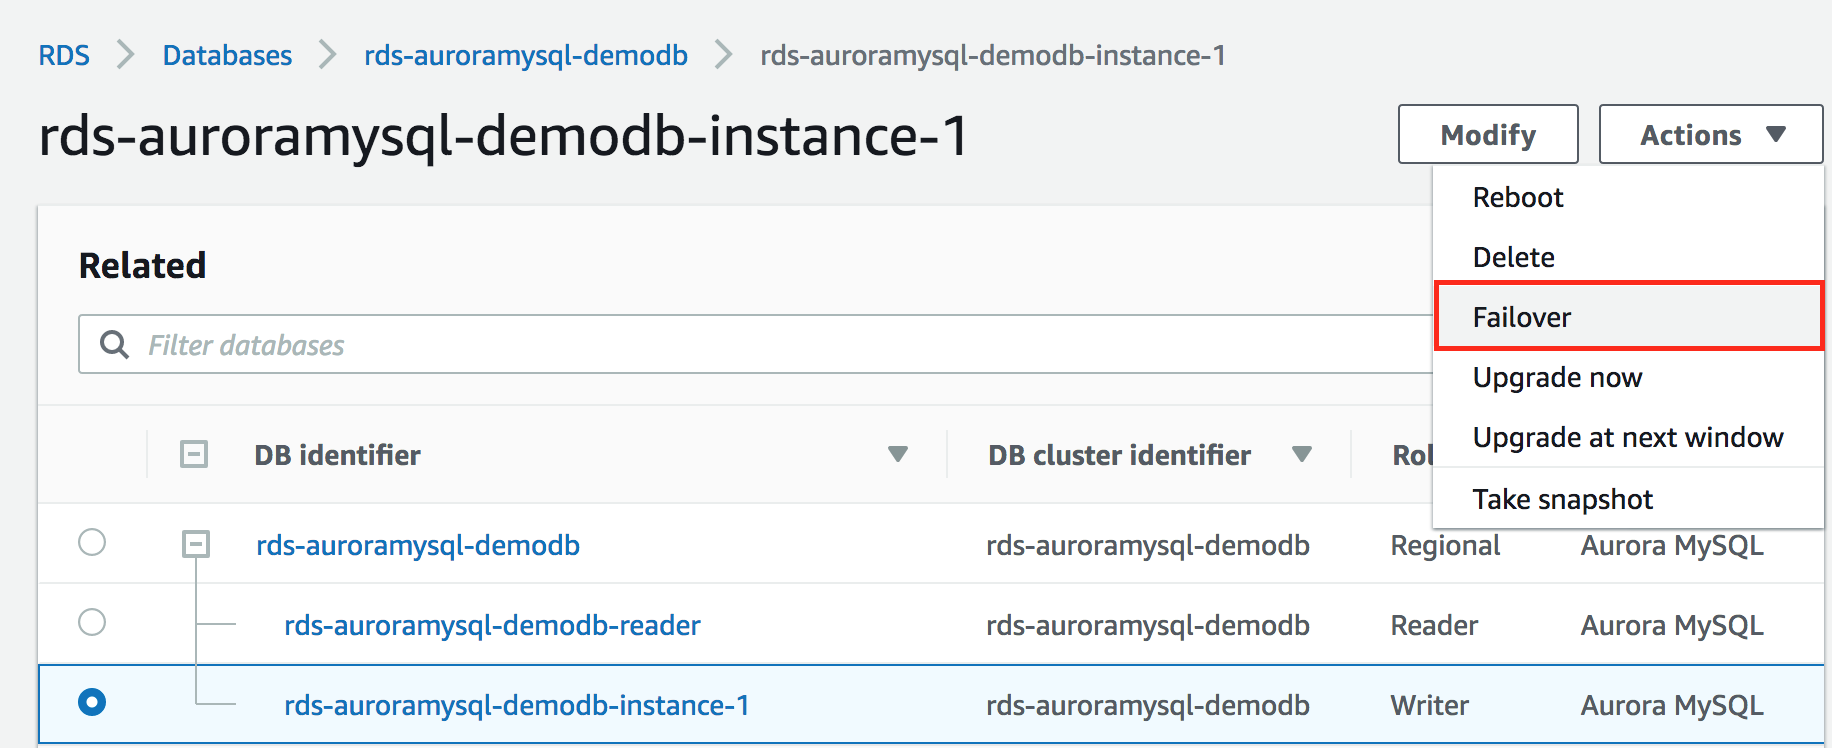 RDS > Databases > rds-auroramysql-demodb > rds-auroramysql-demodb-instance-1
rds-auroramysql-demodb-instance-1
Modify Actions
Reboot
Delete
Failover
Upgrade now
Upgrade at next window
Take snapshot
Related
Filter databases
DB identifier DB cluster identifier
rds-auroramysql-demodb rds-auroramysql-demodb Regional Aurora MySQL
rds-auroramysql-demodb-reader rds-auroramysql-demodb Reader Aurora MySQL
rds-auroramysql-demodb-instance-1 rds-auroramysql-demodb Writer Aurora MySQL